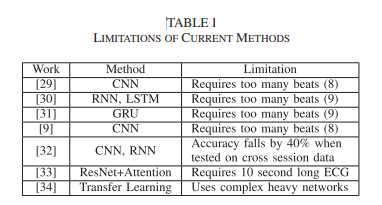 TABLE I
LIMITATIONS OF CURRENT METHODS
Work Method Limitation
[29] CNN Requires too many beats (8)
[30] RNN, LSTM Requires too many beats (9)
[31] GRU Requires too many beats (9)
[9] CNN Requires too many beats (8)
[32] CNN, RNN Accuracy falls by 40% when
tested on cross session data
[33] ResNet+Attention Requires 10 second long ECG
[34] Transfer Learning Uses complex heavy networks